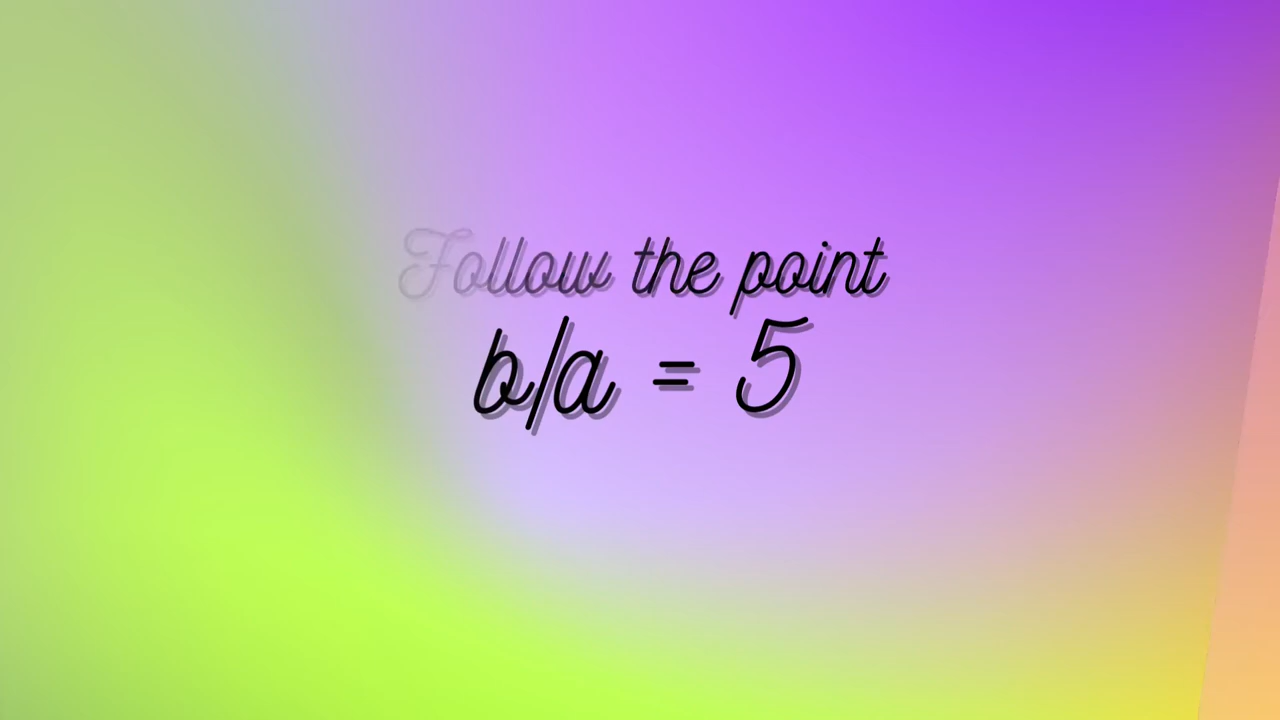 Follow the point
b/a = 5